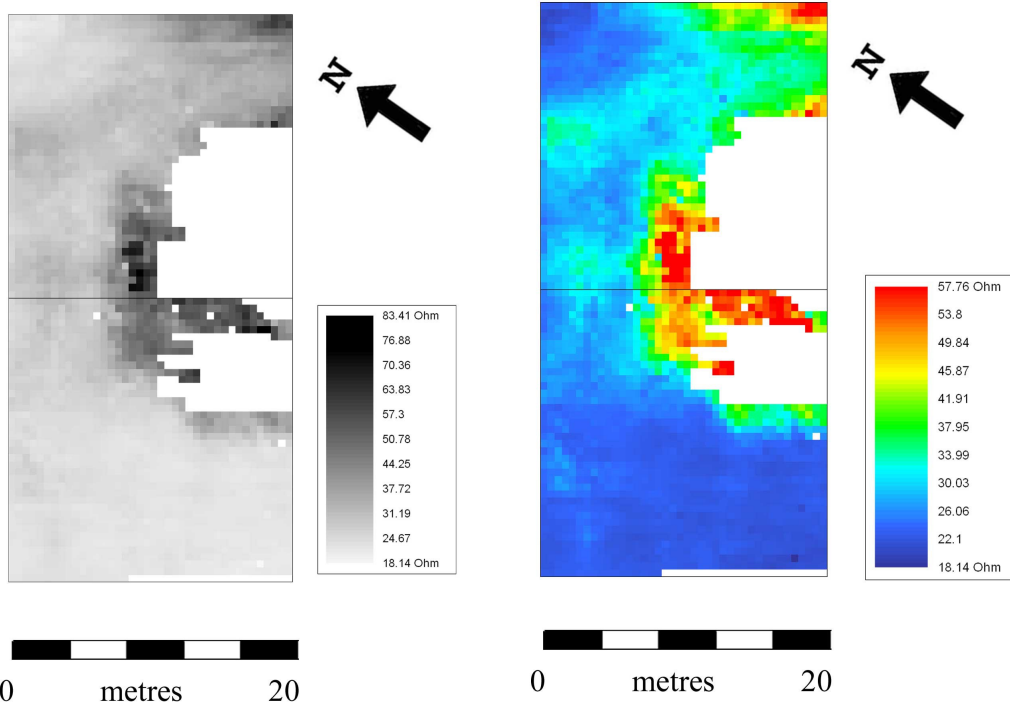 N
83.41 Ohm
76.88
70.36
63.83
57.3
50.78
44.25
37.72
31.19
24.67
18.14 Ohm
0 metres 20
N
57.76 Ohm
53.8
49.84
45.87
41.91
37.95
33.99
30.03
26.06
22.1
18.14 Ohm
0 metres 20